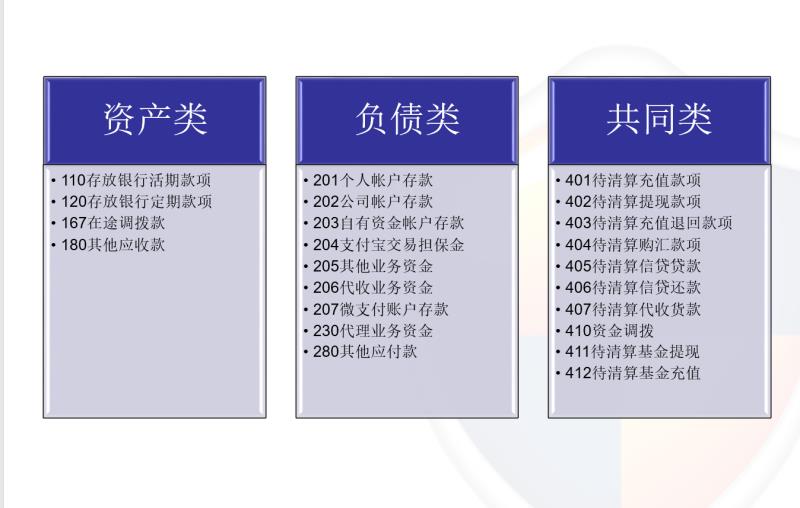 资产类
• 110存放银行活期款项
• 120存放银行定期款项
• 167在途调拨款
• 180其他应收款
负债类
• 201个人帐户存款
• 202公司帐户存款
• 203自有资金帐户存款
• 204支付宝交易担保金
• 205其他业务资金
• 206代收业务资金
• 207微支付账户存款
• 230代理业务资金
• 280其他应付款
共同类
• 401待清算充值款项
• 402待清算提现款项
• 403待清算充值退回款项
• 404待清算购汇款项
• 405待清算信贷贷款
• 406待清算信贷还款
• 407待清算代收货款
• 410资金调拨
• 411待清算基金提现
• 412待清算基金充值